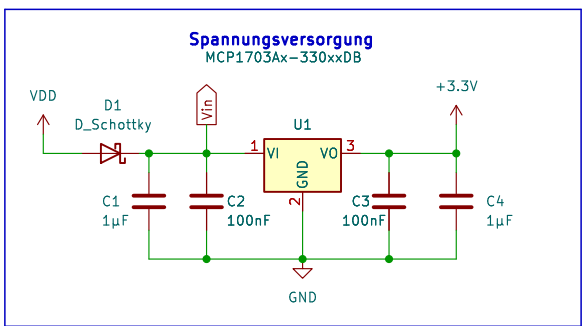 Spannungsversorgung
MCP1703Ax-330xxDB
VDD
+3.3V
D1
D_Schottky
Vin
U1
1
VI
VO
3
GND
2
C1
1µF
C2
100nF
C3
100nF
C4
1µF
GND